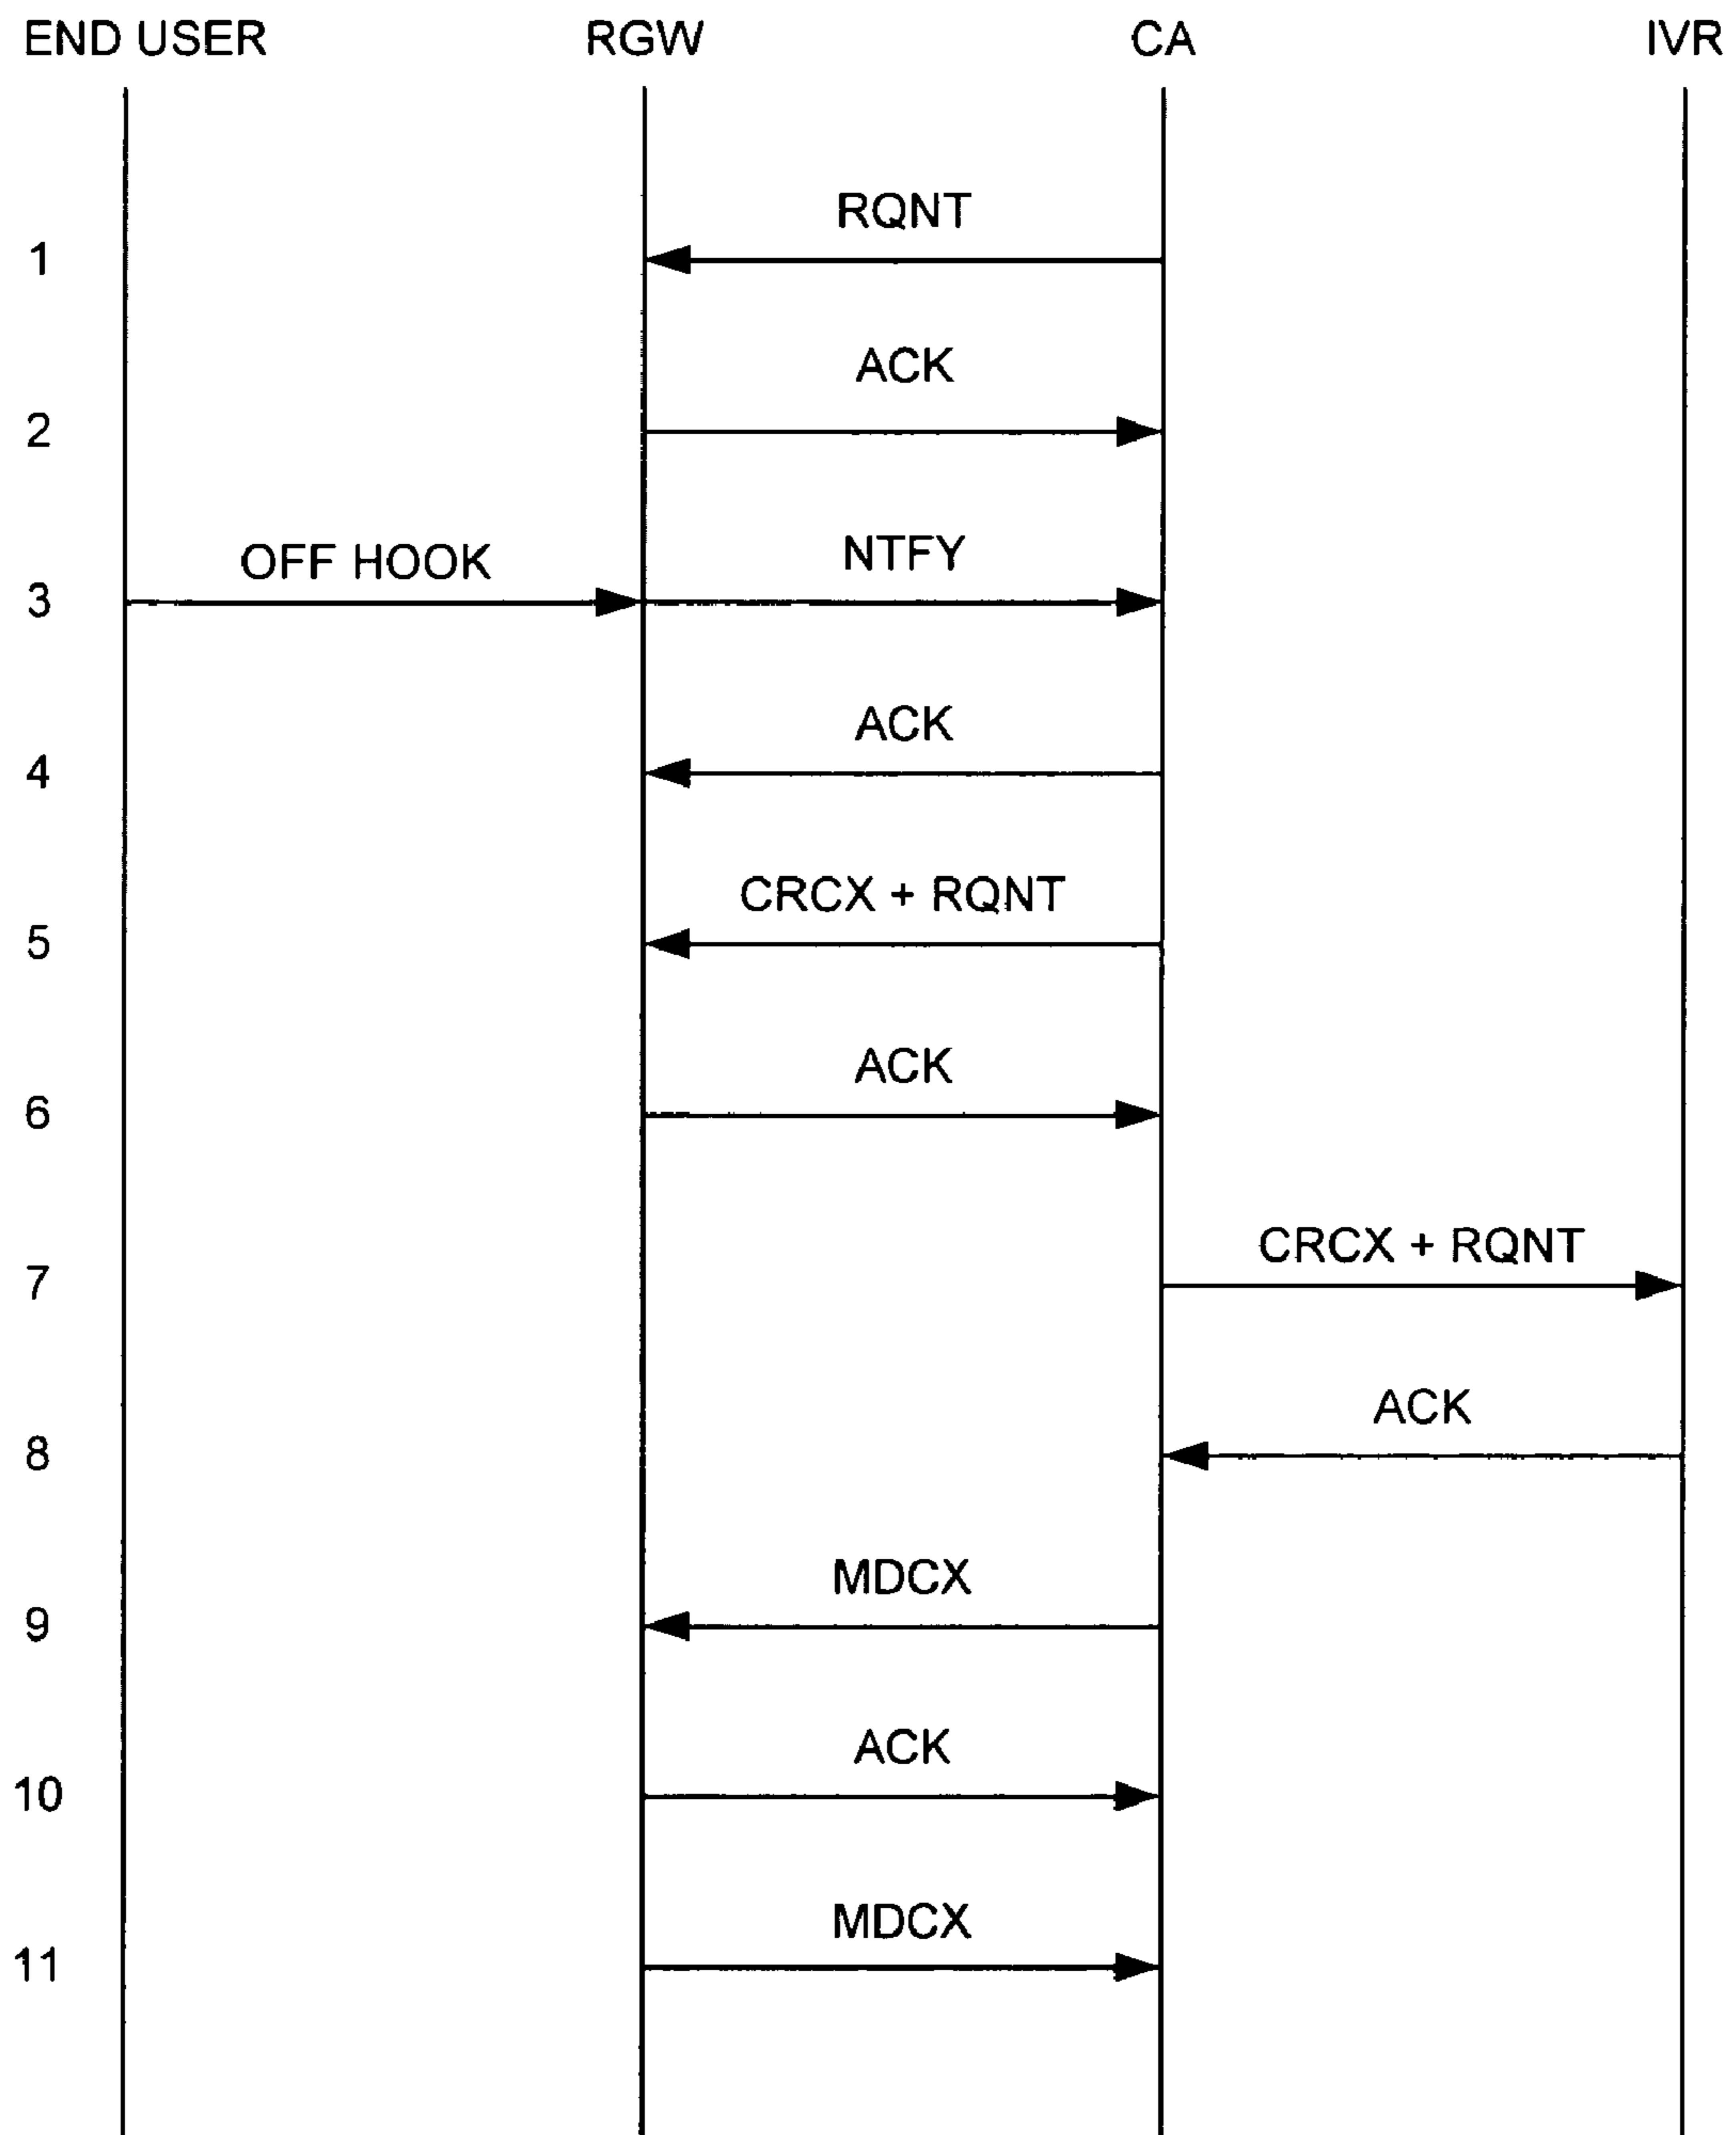 END USER RGW CA IVR
RQNT
1
ACK
2
OFF HOOK NTFY
3
ACK
4
CRCX + RQNT
5
ACK
6
CRCX + RQNT
7
ACK
8
MDCX
9
ACK
10
MDCX
11